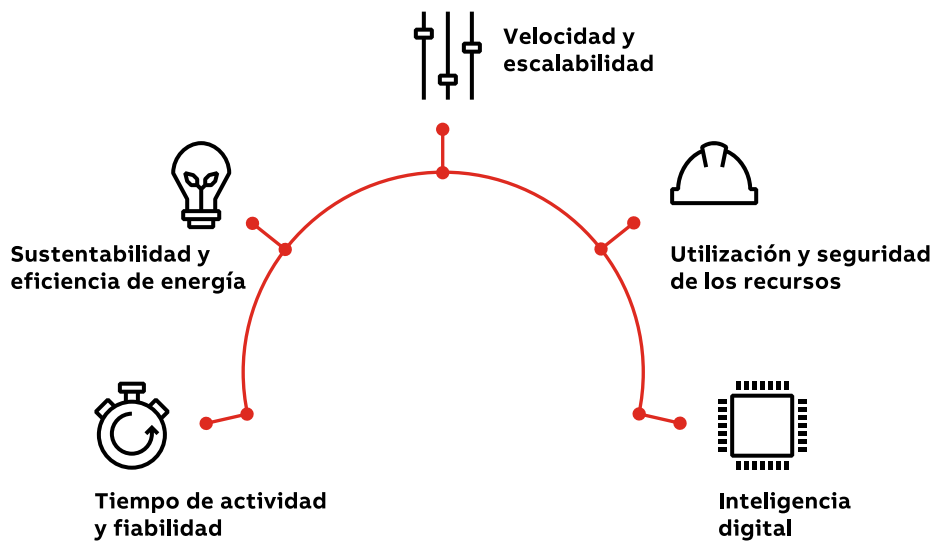 Velocidad y
escalabilidad
Sustentabilidad y
eficiencia de energía
Utilización y seguridad
de los recursos
Tiempo de actividad
y fiabilidad
Inteligencia
digital